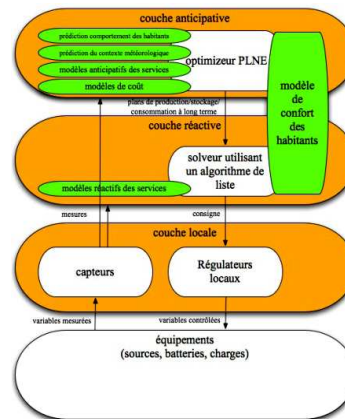 couche anticipative
prédiction comportement des habitants
prédiction du contexte météorologique
modèles anticipatifs des services
modèles de coût
optimizeur PLNE
modèle
de
confort
des
habitants
plans de production/stockage/
consommation à long terme
couche réactive
solveur utilisant
un algorithme de
liste
modèles réactifs des services
mesures
consigne
couche locale
capteurs
Régulateurs
locaux
variables mesurées
variables contrôlées
équipements
(sources, batteries, charges)